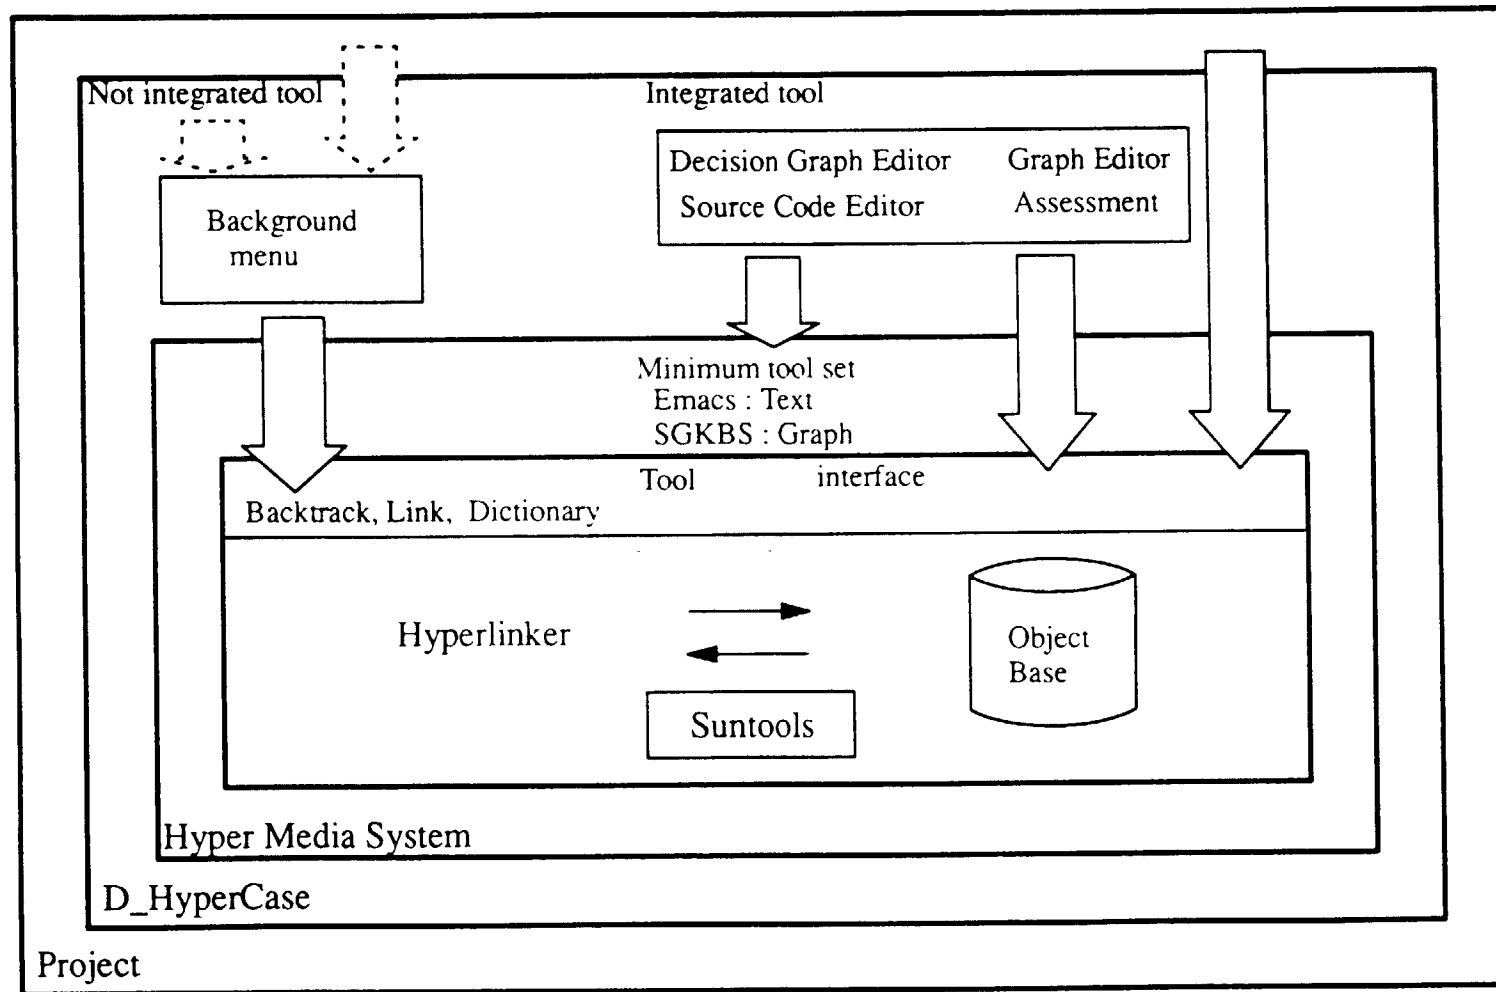 Not integrated tool
Integrated tool
Decision Graph Editor Graph Editor
Source Code Editor Assessment
Background
menu
Minimum tool set
Emacs : Text
SGKBS : Graph
Tool interface
Backtrack, Link, Dictionary
Hyperlinker
Object
Base
Suntools
Hyper Media System
D_HyperCase
Project